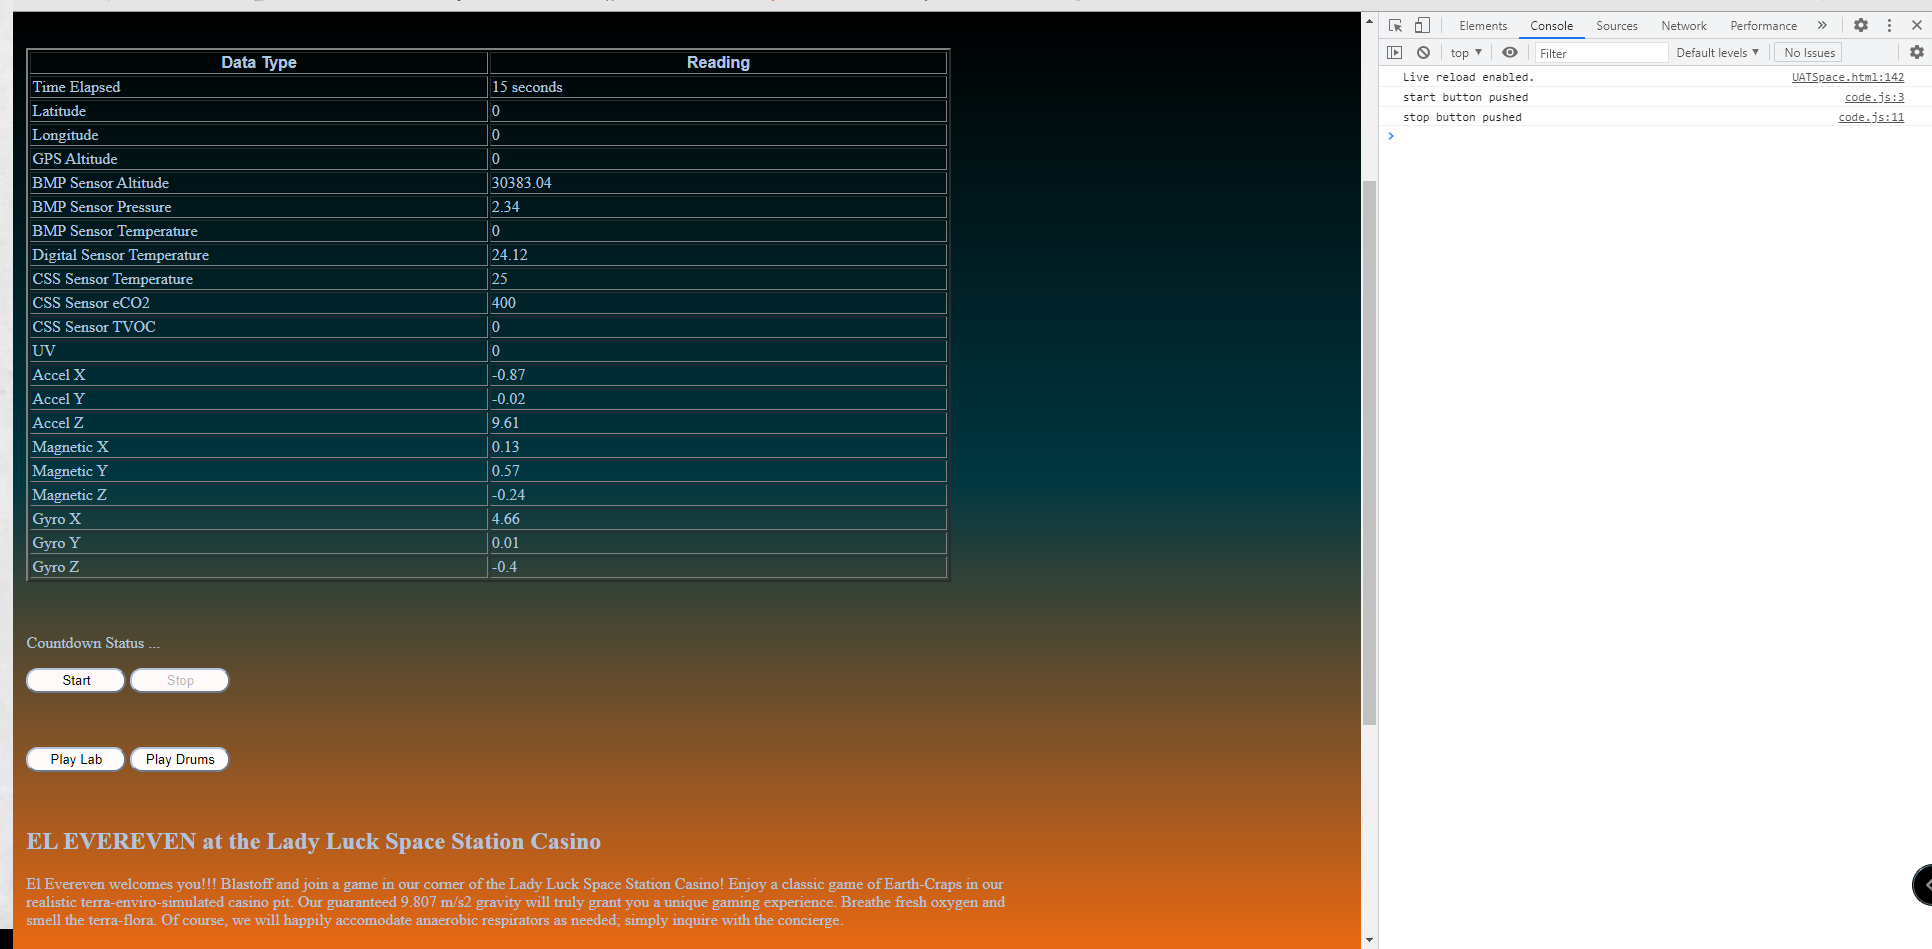 Elements Console Sources Network Performance »
top ▼ Filter Default levels ▼ No Issues
Live reload enabled. UATSpace.html:142
start button pushed code.js:3
stop button pushed code.js:11
Data Type Reading
Time Elapsed 15 seconds
Latitude 0
Longitude 0
GPS Altitude 0
BMP Sensor Altitude 30383.04
BMP Sensor Pressure 2.34
BMP Sensor Temperature 0
Digital Sensor Temperature 24.12
CSS Sensor Temperature 25
CSS Sensor eCO2 400
CSS Sensor TVOC 0
UV 0
Accel X -0.87
Accel Y -0.02
Accel Z 9.61
Magnetic X 0.13
Magnetic Y 0.57
Magnetic Z -0.24
Gyro X 4.66
Gyro Y 0.01
Gyro Z -0.4
Countdown Status ...
Start Stop
Play Lab Play Drums
EL EVEREVEN at the Lady Luck Space Station Casino
El Evereven welcomes you!!! Blastoff and join a game in our corner of the Lady Luck Space Station Casino! Enjoy a classic game of Earth-Craps in our
realistic terra-enviro-simulated casino pit. Our guaranteed 9.807 m/s2 gravity will truly grant you a unique gaming experience. Breathe fresh oxygen and
smell the terra-flora. Of course, we will happily accomodate anaerobic respirators as needed; simply inquire with the concierge.